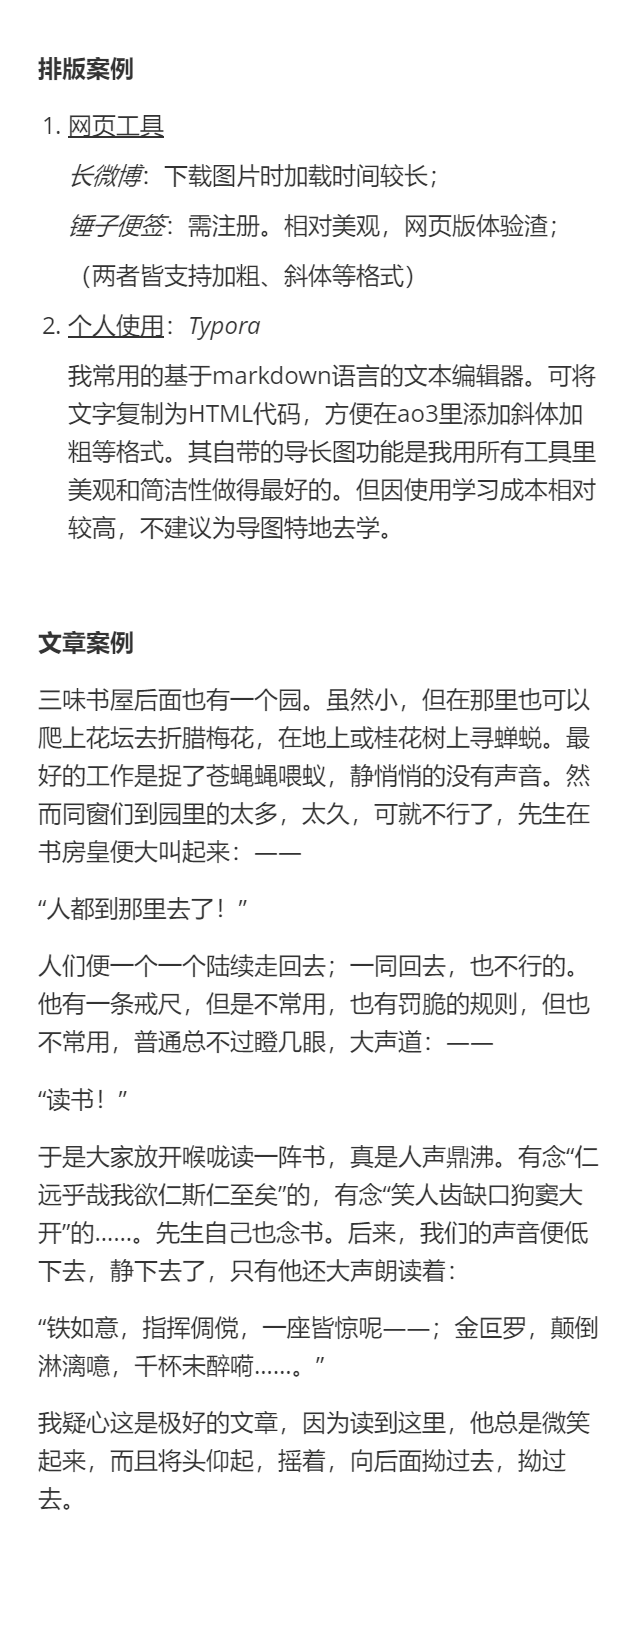 排版案例
1. 网页工具
长微博：下载图片时加载时间较长；
锤子便签：需注册。相对美观，网页版体验渣；
（两者皆支持加粗、斜体等格式）
2. 个人使用：Typora
我常用的基于markdown语言的文本编辑器。可将
文字复制为HTML代码，方便在ao3里添加斜体加
粗等格式。其自带的导长图功能是我用所有工具里
美观和简洁性做得最好的。但因使用学习成本相对
较高，不建议为导图特地去学。
文章案例
三味书屋后面也有一个园。虽然小，但在那里也可以
爬上花坛去折腊梅花，在地上或桂花树上寻蝉蜕。最
好的工作是捉了苍蝇蝇喂蚁，静悄悄的没有声音。然
而同窗们到园里的太多，太久，可就不行了，先生在
书房皇便大叫起来：——
“人都到那里去了！”
人们便一个一个陆续走回去；一同回去，也不行的。
他有一条戒尺，但是不常用，也有罚脆的规则，但也
不常用，普通总不过瞪几眼，大声道：——
“读书！”
于是大家放开喉咙读一阵书，真是人声鼎沸。有念“仁
远乎哉我欲仁斯仁至矣”的，有念“笑人齿缺口狗窦大
开”的……。先生自己也念书。后来，我们的声音便低
下去，静下去了，只有他还大声朗读着：
“铁如意，指挥倜傥，一座皆惊呢——；金叵罗，颠倒
淋漓噫，千杯未醉嗬……。”
我疑心这是极好的文章，因为读到这里，他总是微笑
起来，而且将头仰起，摇着，向后面拗过去，拗过
去。